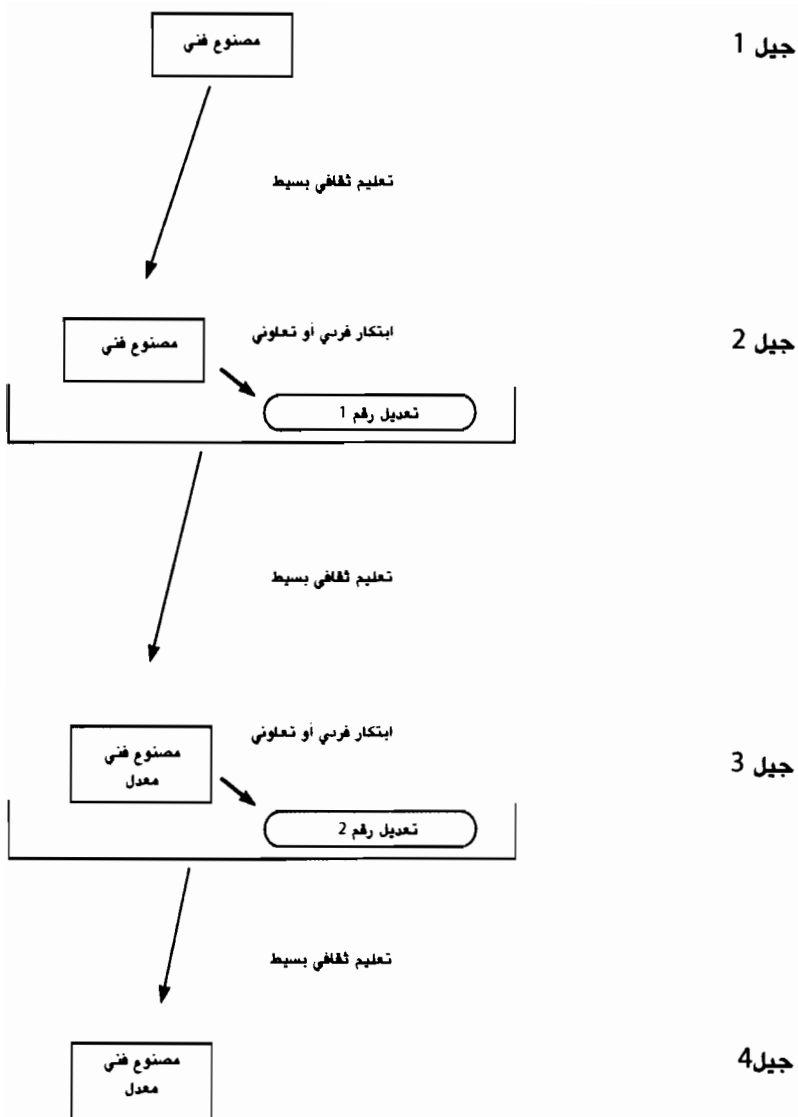 جيل 1
مصنوع فني
تعليم ثقافي بسيط
جيل 2
ابتكار فردي أو تعاوني
مصنوع فني
تعديل رقم 1
تعليم ثقافي بسيط
جيل 3
ابتكار فردي أو تعاوني
مصنوع فني
معدل
تعديل رقم 2
تعليم ثقافي بسيط
جيل4
مصنوع فني
معدل